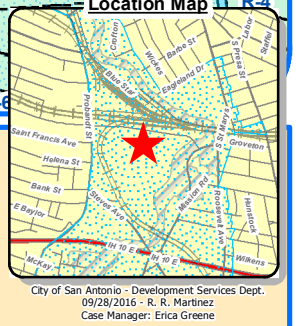 Location Map
R-4
Crofton
Wickes
Barbe St
Labor
Staffel
S Presa St
Blue Star
Eagleland Dr
Probandt St
S St Marys
Groveton
Saint Francis Ave
Helena St
Bank St
E Baylor
Steves Ave
Mission Rd
Roosevelt Ave
Hunstock
McKay
IH 10 E
IH 10 E
Wilkens
City of San Antonio - Development Services Dept.
09/28/2016 - R. R. Martinez
Case Manager: Erica Greene